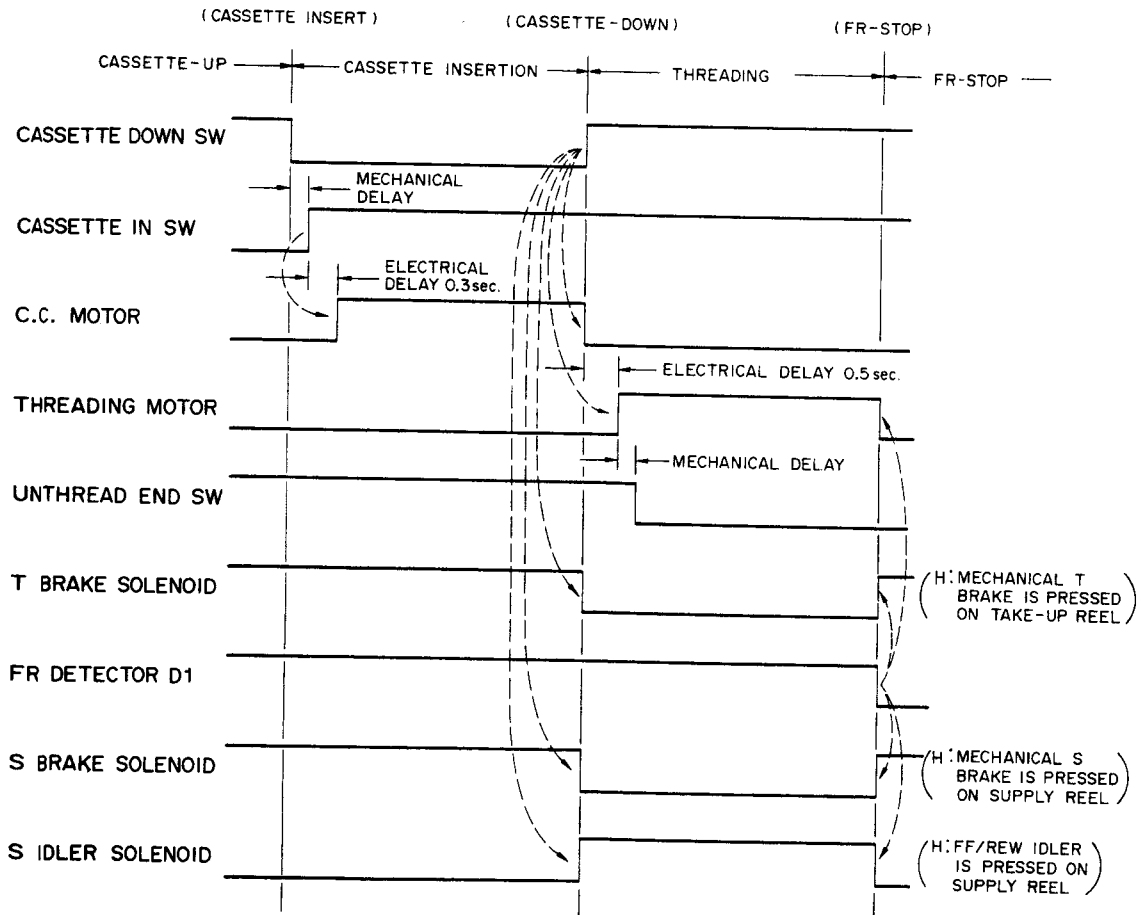 (CASSETTE INSERT)
(CASSETTE-DOWN)
(FR-STOP)
CASSETTE-UP
CASSETTE INSERTION
THREADING
FR-STOP
CASSETTE DOWN SW
MECHANICAL
DELAY
CASSETTE IN SW
ELECTRICAL
DELAY 0.3sec.
C.C. MOTOR
ELECTRICAL DELAY 0.5sec.
THREADING MOTOR
MECHANICAL DELAY
UNTHREAD END SW
T BRAKE SOLENOID
(H:MECHANICAL T
BRAKE IS PRESSED
ON TAKE-UP REEL)
FR DETECTOR D1
S BRAKE SOLENOID
(H:MECHANICAL S
BRAKE IS PRESSED
ON SUPPLY REEL)
S IDLER SOLENOID
(H:FF/REW IDLER
IS PRESSED ON
SUPPLY REEL)